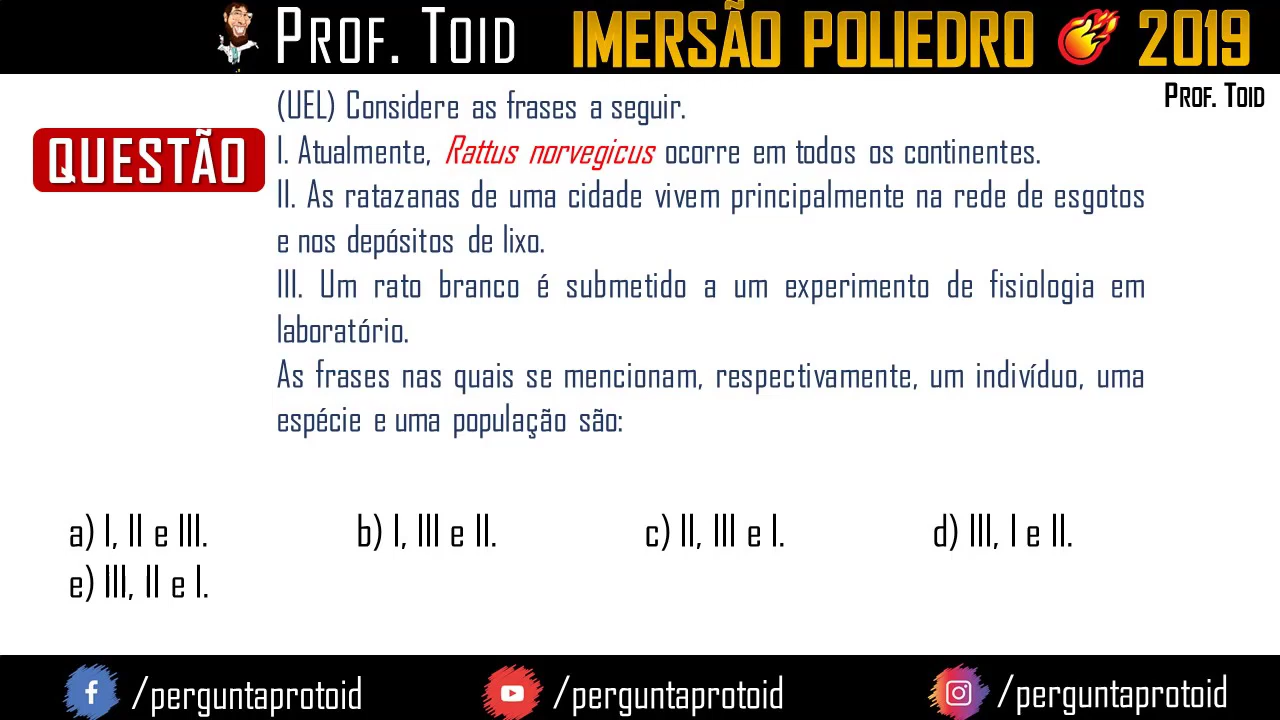 PROF. TOID IMERSÃO POLIEDRO 2019
PROF. TOID
QUESTÃO
(UEL) Considere as frases a seguir.
I. Atualmente, Rattus norvegicus ocorre em todos os continentes.
II. As ratazanas de uma cidade vivem principalmente na rede de esgotos
e nos depósitos de lixo.
III. Um rato branco é submetido a um experimento de fisiologia em
laboratório.
As frases nas quais se mencionam, respectivamente, um indivíduo, uma
espécie e uma população são:
a) I, II e III. b) I, III e II. c) II, III e I. d) III, I e II.
e) III, II e I.
/perguntaprotoid /perguntaprotoid /perguntaprotoid